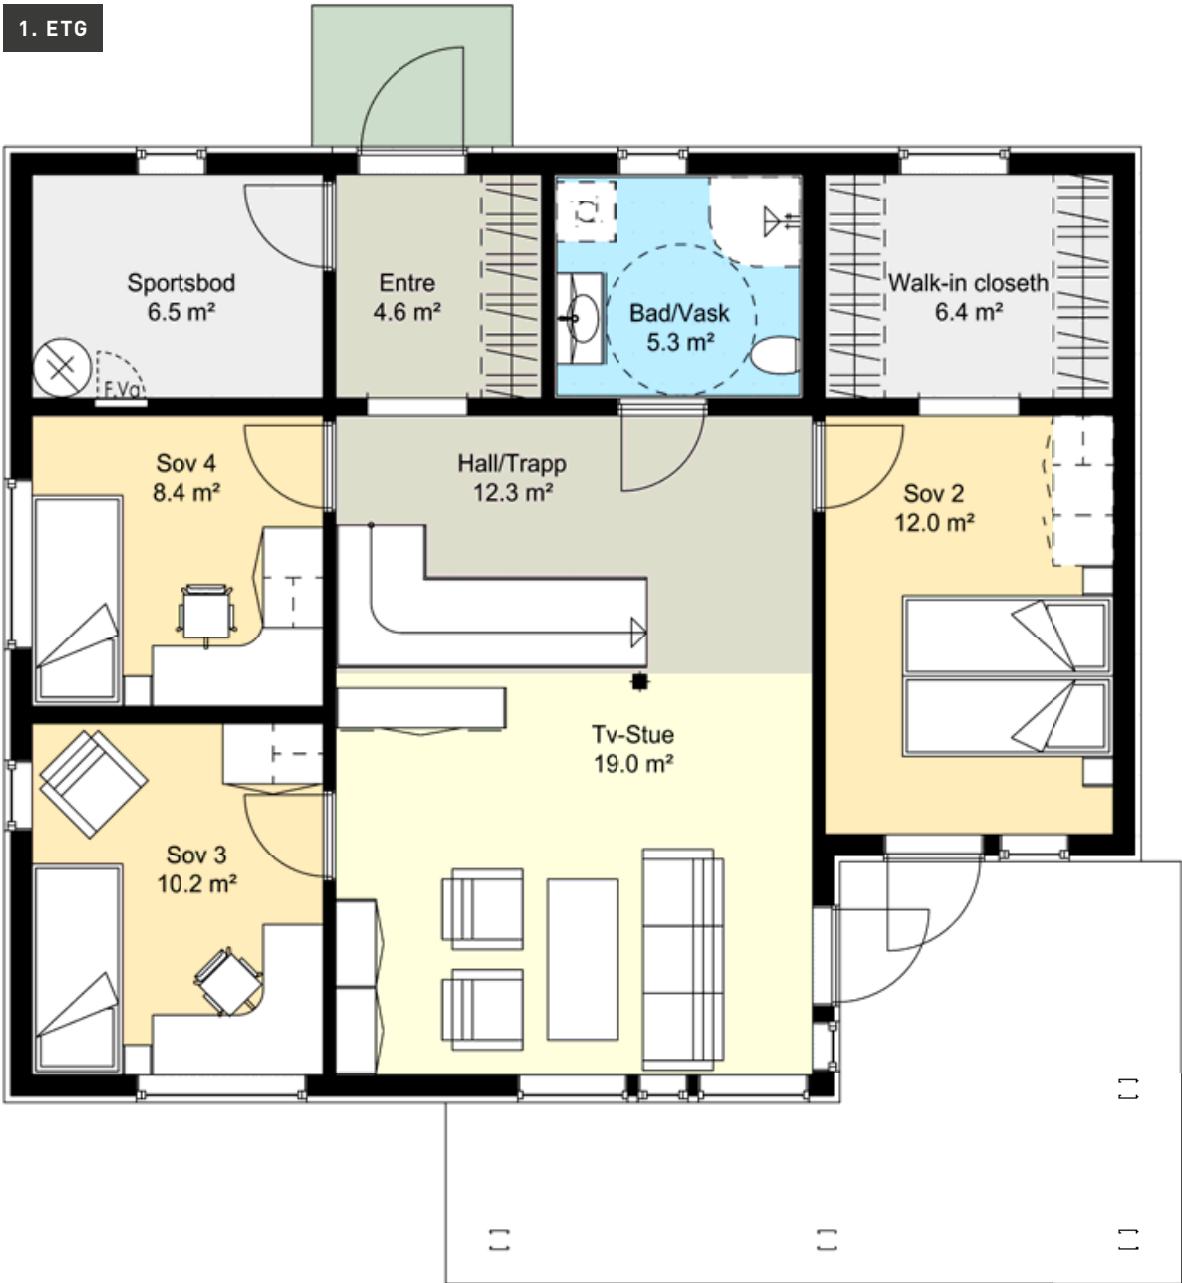 1. ETG
Sportsbod
6.5 m²
Entre
4.6 m²
Bad/Vask
5.3 m²
Walk-in closeth
6.4 m²
F.Vg
Sov 4
8.4 m²
Hall/Trapp
12.3 m²
Sov 2
12.0 m²
Tv-Stue
19.0 m²
Sov 3
10.2 m²